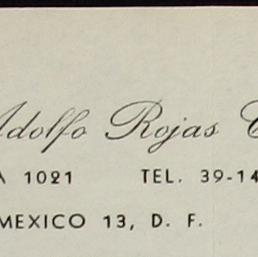 Adolfo Rojas C
A 1021 TEL. 39-14
MEXICO 13, D. F.